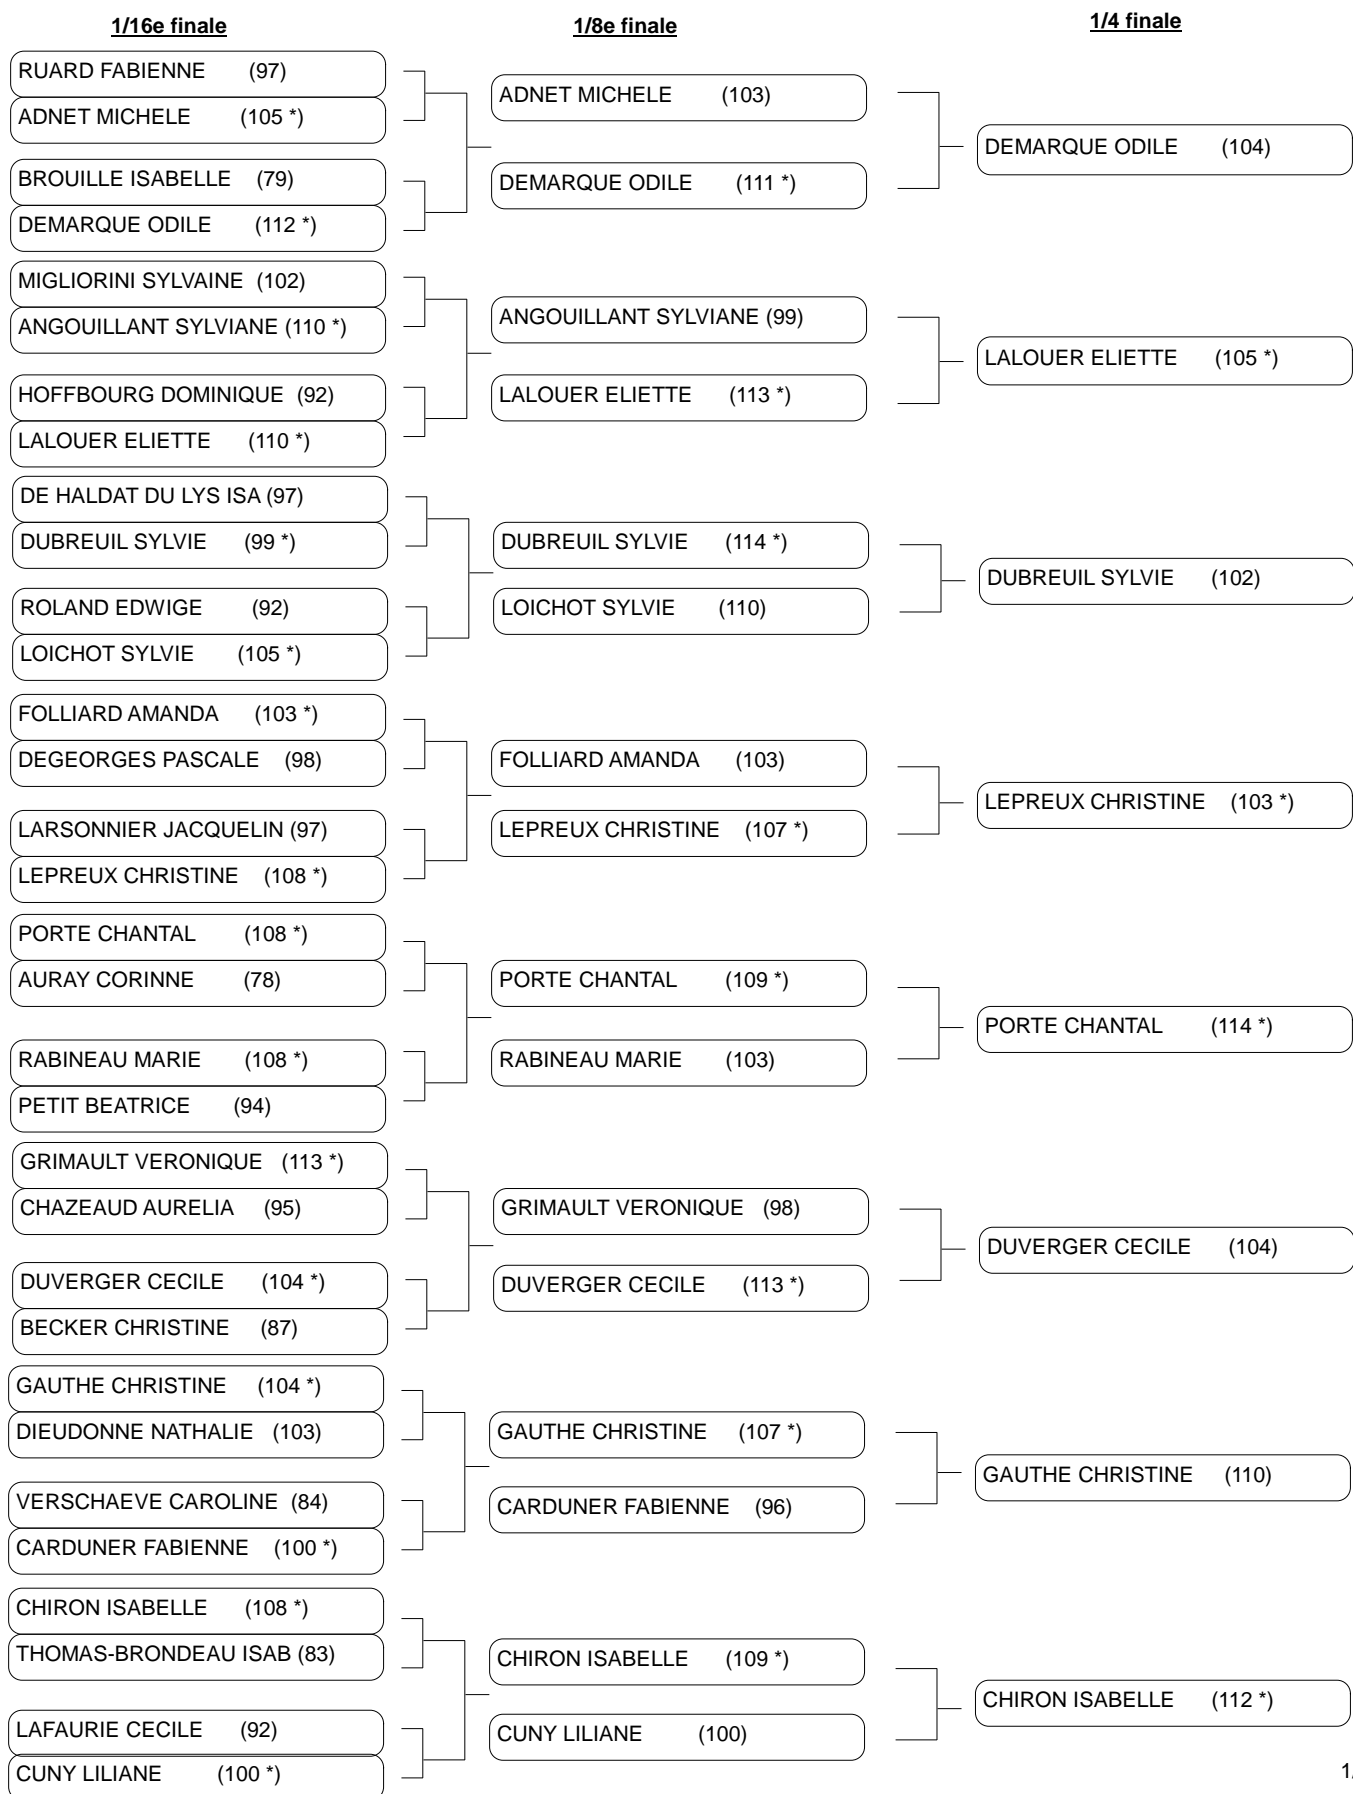 1/16e finale
RUARD FABIENNE (97)
ADNET MICHELE (105 *)
BROUILLE ISABELLE (79)
DEMARQUE ODILE (112 *)
MIGLIORINI SYLVAINE (102)
ANGOUILLANT SYLVIANE (110 *)
HOFFBOURG DOMINIQUE (92)
LALOUER ELIETTE (110 *)
DE HALDAT DU LYS ISA (97)
DUBREUIL SYLVIE (99 *)
ROLAND EDWIGE (92)
LOICHOT SYLVIE (105 *)
FOLLIARD AMANDA (103 *)
DEGEORGES PASCALE (98)
LARSONNIER JACQUELIN (97)
LEPREUX CHRISTINE (108 *)
PORTE CHANTAL (108 *)
AURAY CORINNE (78)
RABINEAU MARIE (108 *)
PETIT BEATRICE (94)
GRIMAULT VERONIQUE (113 *)
CHAZEAUD AURELIA (95)
DUVERGER CECILE (104 *)
BECKER CHRISTINE (87)
GAUTHE CHRISTINE (104 *)
DIEUDONNE NATHALIE (103)
VERSCHAEVE CAROLINE (84)
CARDUNER FABIENNE (100 *)
CHIRON ISABELLE (108 *)
THOMAS-BRONDEAU ISAB (83)
LAFAURIE CECILE (92)
CUNY LILIANE (100 *)
1/8e finale
ADNET MICHELE (103)
DEMARQUE ODILE (111 *)
ANGOUILLANT SYLVIANE (99)
LALOUER ELIETTE (113 *)
DUBREUIL SYLVIE (114 *)
LOICHOT SYLVIE (110)
FOLLIARD AMANDA (103)
LEPREUX CHRISTINE (107 *)
PORTE CHANTAL (109 *)
RABINEAU MARIE (103)
GRIMAULT VERONIQUE (98)
DUVERGER CECILE (113 *)
GAUTHE CHRISTINE (107 *)
CARDUNER FABIENNE (96)
CHIRON ISABELLE (109 *)
CUNY LILIANE (100)
1/4 finale
DEMARQUE ODILE (104)
LALOUER ELIETTE (105 *)
DUBREUIL SYLVIE (102)
LEPREUX CHRISTINE (103 *)
PORTE CHANTAL (114 *)
DUVERGER CECILE (104)
GAUTHE CHRISTINE (110)
CHIRON ISABELLE (112 *)
1/